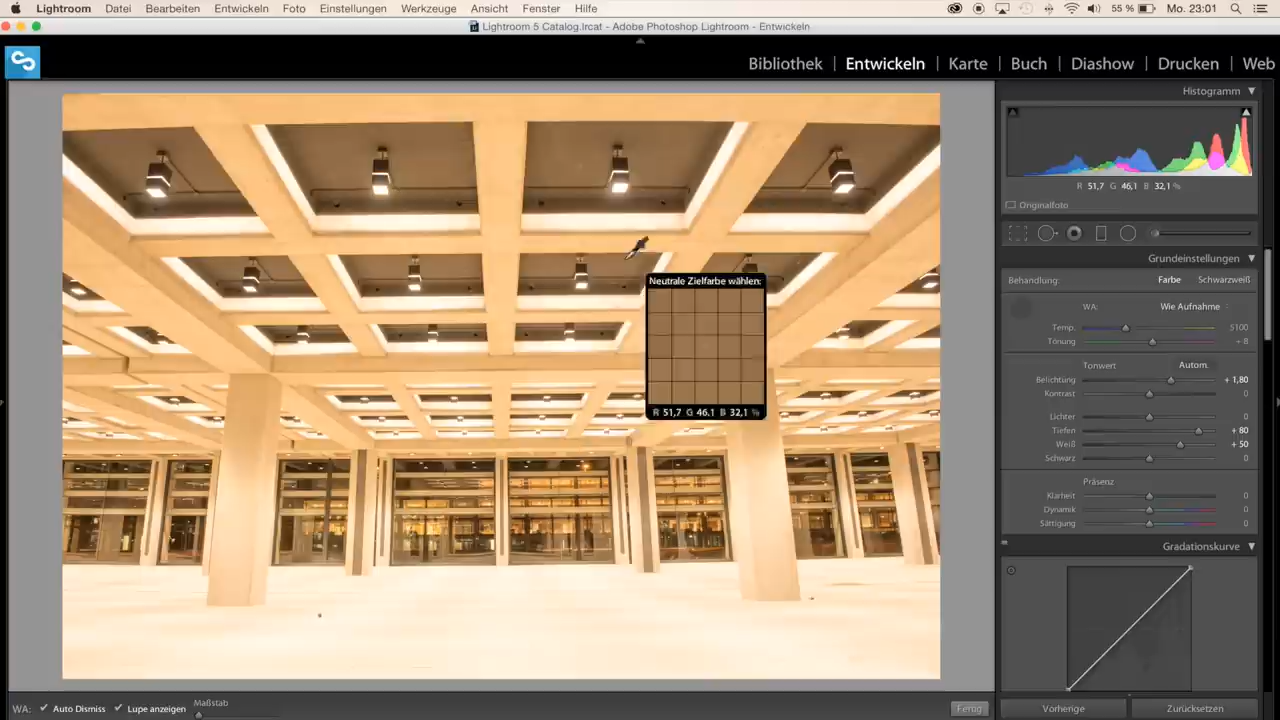 Lightroom Datei Bearbeiten Entwickeln Foto Einstellungen Werkzeuge Ansicht Fenster Hilfe 55 % Mo. 23:01
Lightroom 5 Catalog.lrcat - Adobe Photoshop Lightroom - Entwickeln
Bibliothek | Entwickeln | Karte | Buch | Diashow | Drucken | Web
Histogramm
R 51,7 G 46,1 B 32,1 %
Originalfoto
Grundeinstellungen
Behandlung: Farbe Schwarzweiß
WA: Wie Aufnahme
Temp. 5100
Tönung + 8
Tonwert Autom.
Belichtung + 1,80
Kontrast 0
Lichter 0
Tiefen + 80
Weiß + 50
Schwarz 0
Präsenz
Klarheit 0
Dynamik 0
Sättigung 0
Gradationskurve
Neutrale Zielfarbe wählen:
R 51,7 G 46,1 B 32,1 %
WA: Auto Dismiss Lupe anzeigen Maßstab Fertig
Vorherige Zurücksetzen